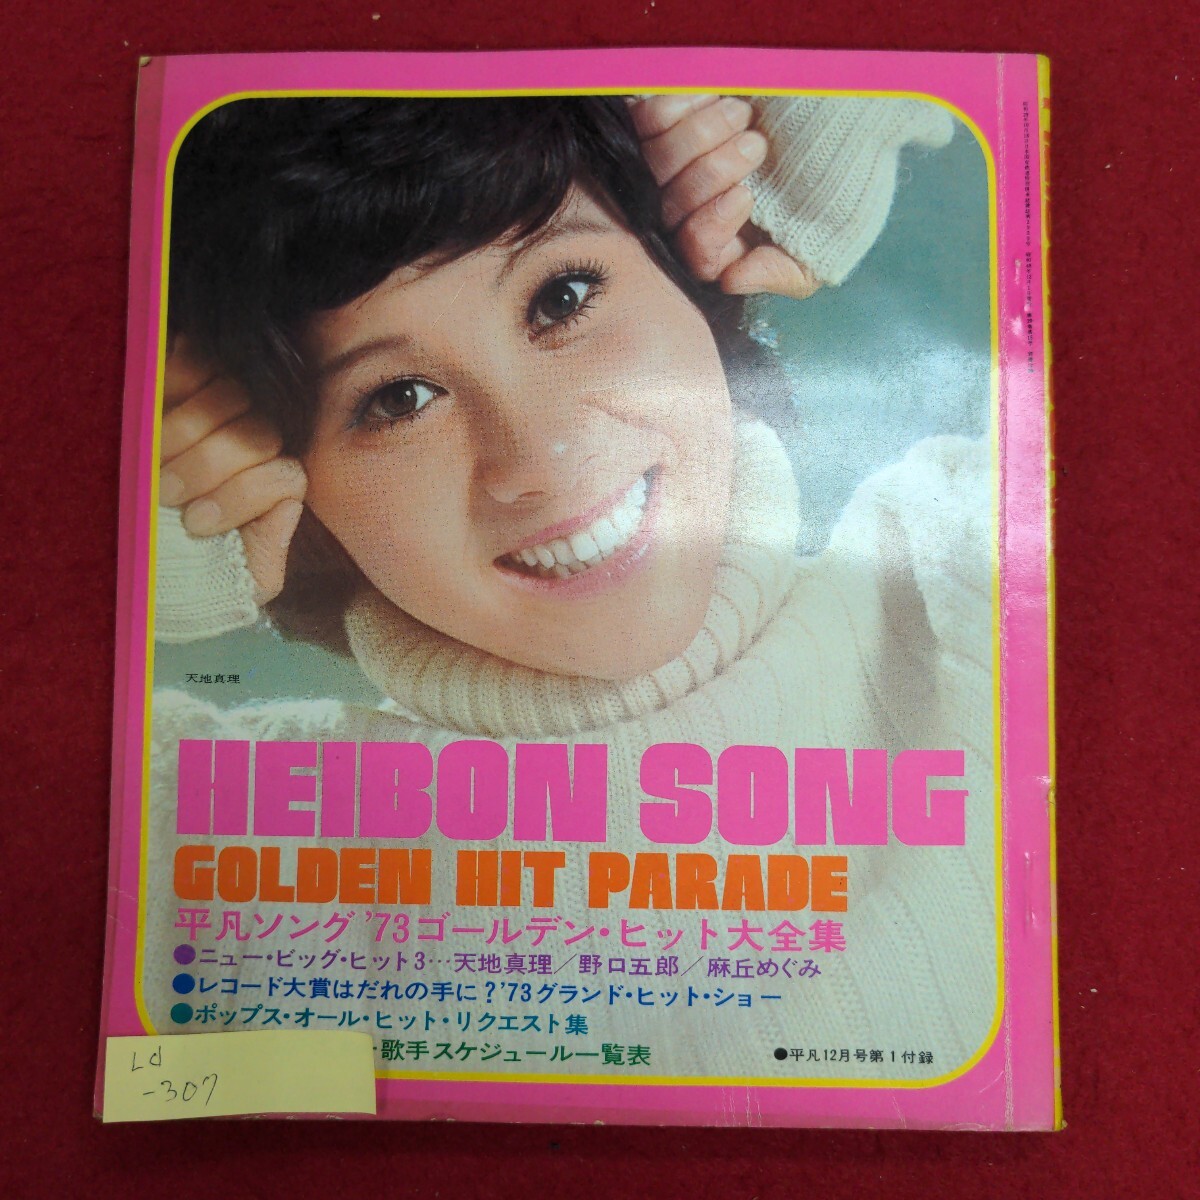 天地真理
HEIBON SONG
GOLDEN HIT PARADE
平凡ソング'73ゴールデン・ヒット大全集
●ニュー・ビッグ・ヒット3…天地真理/野口五郎/麻丘めぐみ
●レコード大賞はだれの手に?'73グランド・ヒット・ショー
●ポップス・オール・ヒット・リクエスト集
歌手スケジュール一覧表
●平凡12月号第1付録
Ld
-307